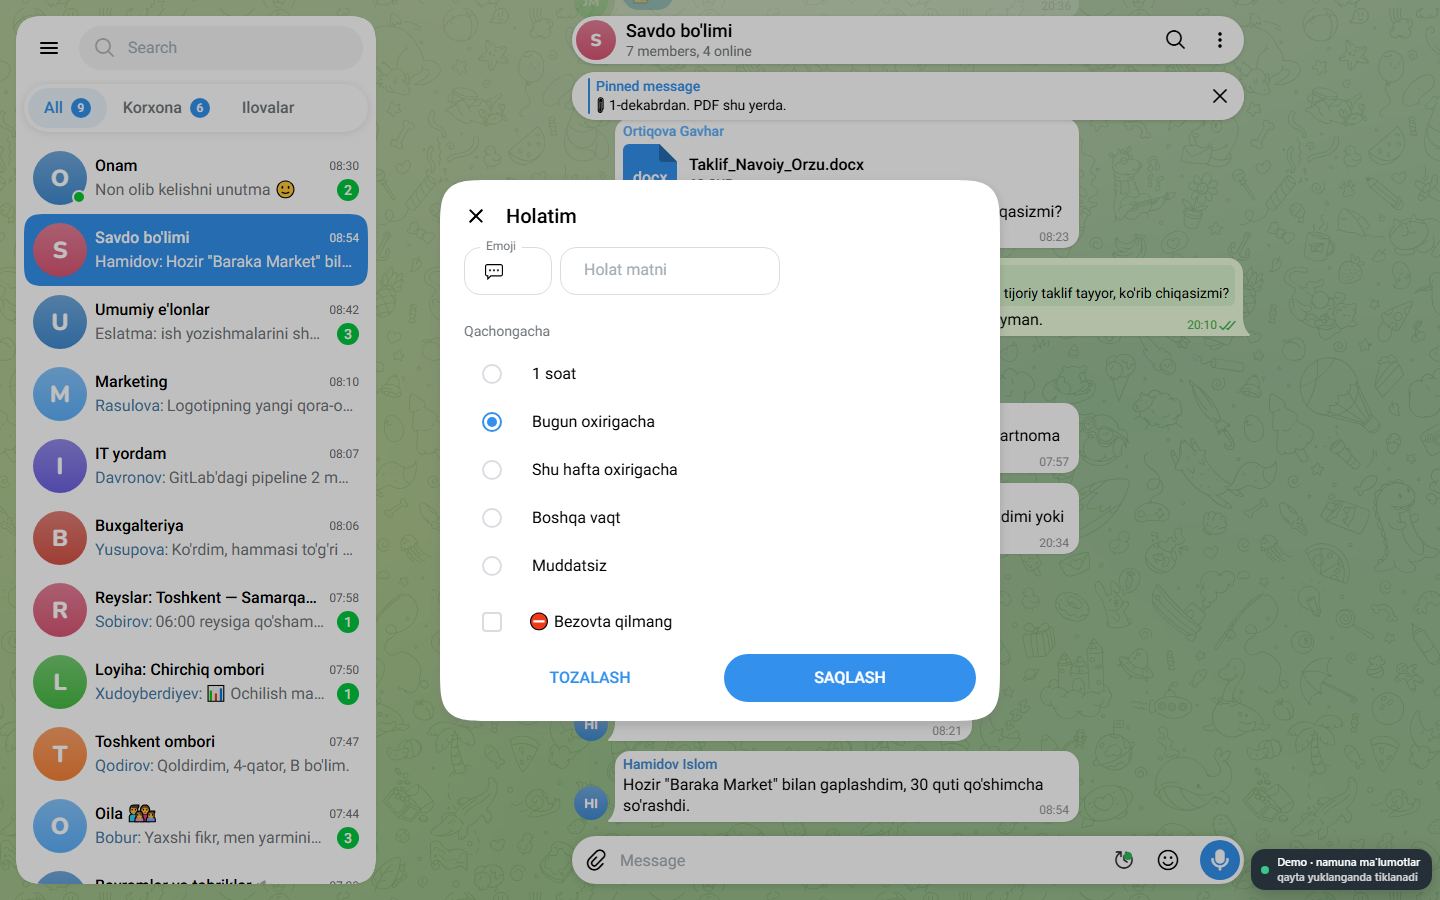 Search
All 9
Korxona 6
Ilovalar
Onam 08:30
Non olib kelishni unutma 🙂 2
Savdo bo'limi 08:54
Hamidov: Hozir "Baraka Market" bil...
Umumiy e'lonlar 08:42
Eslatma: ish yozishmalarini sh... 3
Marketing 08:10
Rasulova: Logotipning yangi qora-o...
IT yordam 08:07
Davronov: GitLab'dagi pipeline 2 m...
Buxgalteriya 08:06
Yusupova: Ko'rdim, hammasi to'g'ri ...
Reyslar: Toshkent — Samarqa... 07:58
Sobirov: 06:00 reysiga qo'sham... 1
Loyiha: Chirchiq ombori 07:50
Xudoyberdiyev: 📊 Ochilish ma... 1
Toshkent ombori 07:47
Qodirov: Qoldirdim, 4-qator, B bo'lim.
Oila 👨‍👩‍👧‍👦 07:44
Bobur: Yaxshi fikr, men yarmini... 3
20:36
Savdo bo'limi
7 members, 4 online
Pinned message
1-dekabrdan. PDF shu yerda.
Ortiqova Gavhar
docx
Taklif_Navoiy_Orzu.docx
qasizmi?
08:23
tijoriy taklif tayyor, ko'rib chiqasizmi?
yman.
20:10
artnoma
07:57
dimi yoki
20:34
Holatim
Emoji
Holat matni
Qachongacha
1 soat
Bugun oxirigacha
Shu hafta oxirigacha
Boshqa vaqt
Muddatsiz
⛔ Bezovta qilmang
TOZALASH
SAQLASH
HI
08:21
Hamidov Islom
Hozir "Baraka Market" bilan gaplashdim, 30 quti qo'shimcha
so'rashdi.
08:54
HI
Message
Demo · namuna ma'lumotlar
qayta yuklanganda tiklanadi